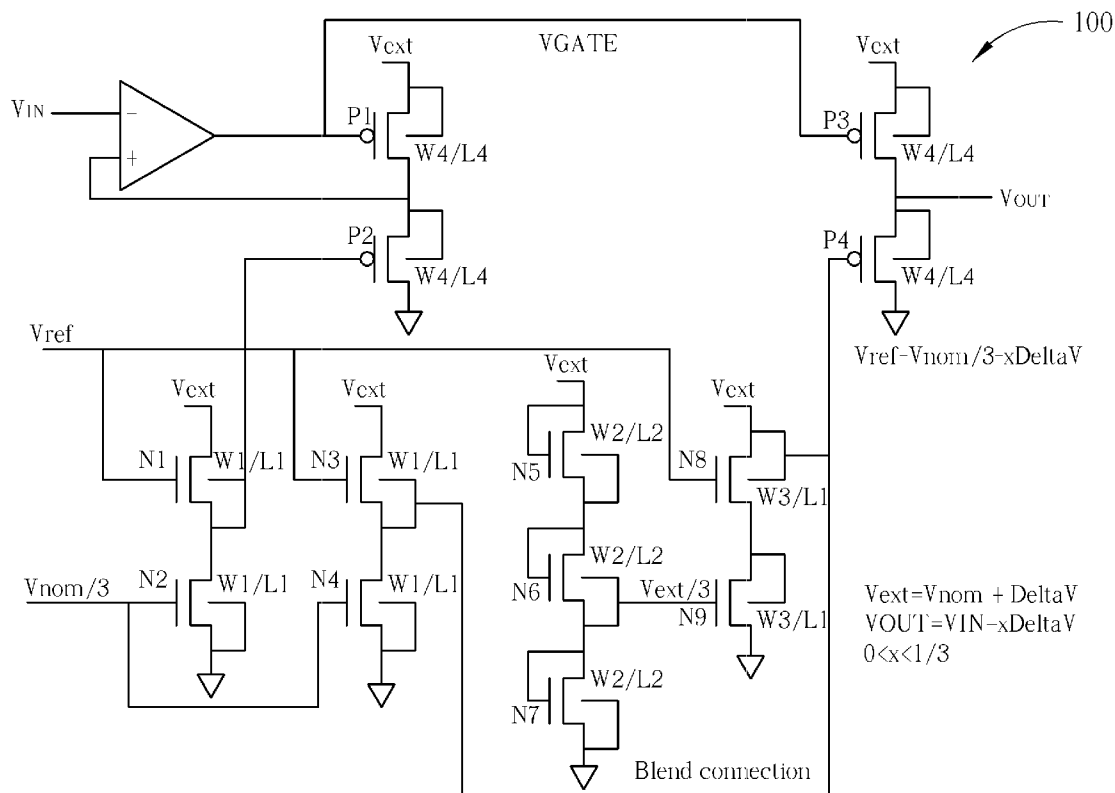 100
Vext
VGATE
Vext
VIN
−
+
P1
W4/L4
P3
W4/L4
VOUT
P2
W4/L4
P4
W4/L4
Vref
Vref-Vnom/3-xDeltaV
Vext
Vext
Vext
Vext
N1
W1/L1
N3
W1/L1
N5
W2/L2
N8
W3/L1
Vnom/3
N2
W1/L1
N4
W1/L1
N6
W2/L2
Vext/3
N9
W3/L1
Vext=Vnom + DeltaV
VOUT=VIN-xDeltaV
0<x<1/3
N7
W2/L2
Blend connection